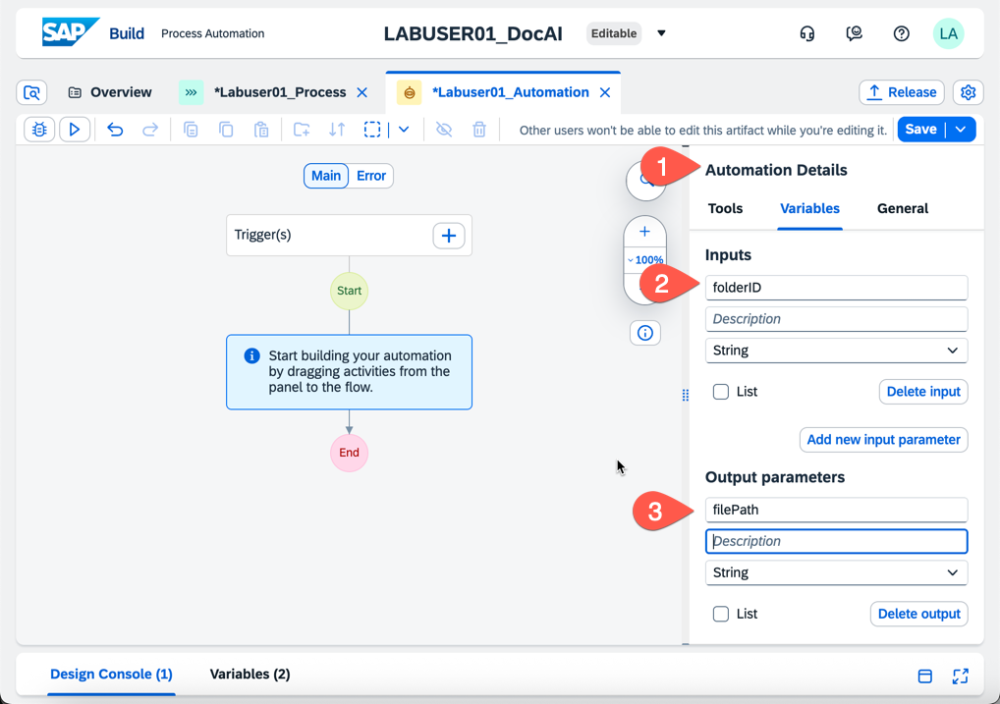 SAP Build Process Automation LABUSER01_DocAI Editable LA
Overview *Labuser01_Process *Labuser01_Automation Release
Other users won't be able to edit this artifact while you're editing it. Save
Main Error
Trigger(s)
Start
Start building your automation
by dragging activities from the
panel to the flow.
End
100%
1
Automation Details
Tools Variables General
Inputs
2
folderID
Description
String
List Delete input
Add new input parameter
Output parameters
3
filePath
Description
String
List Delete output
Design Console (1) Variables (2)